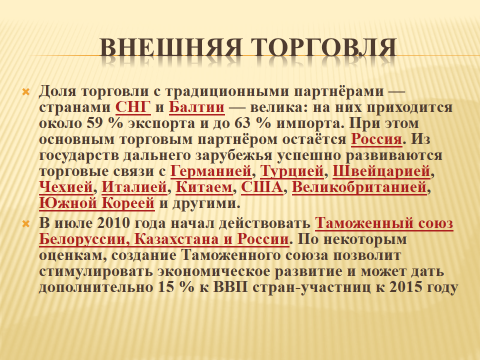 ВНЕШНЯЯ ТОРГОВЛЯ
Доля торговли с традиционными партнёрами —
странами СНГ и Балтии — велика: на них приходится
около 59 % экспорта и до 63 % импорта. При этом
основным торговым партнёром остаётся Россия. Из
государств дальнего зарубежья успешно развиваются
торговые связи с Германией, Турцией, Швейцарией,
Чехией, Италией, Китаем, США, Великобританией,
Южной Кореей и другими.
В июле 2010 года начал действовать Таможенный союз
Белоруссии, Казахстана и России. По некоторым
оценкам, создание Таможенного союза позволит
стимулировать экономическое развитие и может дать
дополнительно 15 % к ВВП стран-участниц к 2015 году